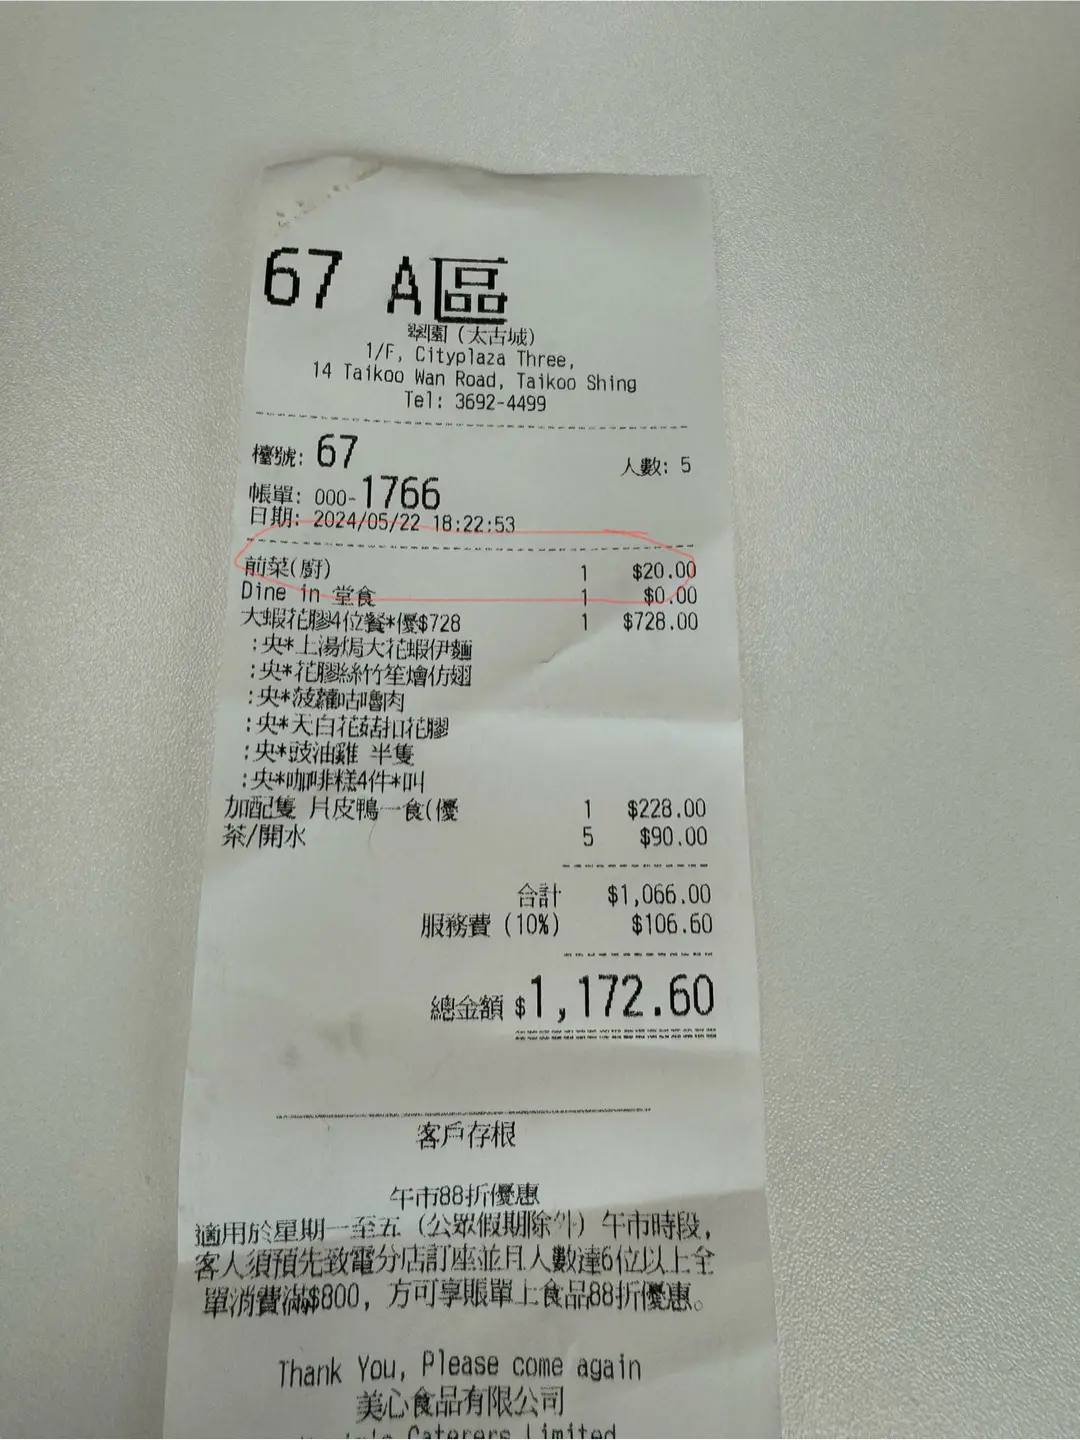 67 A區
翠園（太古城）
1/F, Cityplaza Three,
14 Taikoo Wan Road, Taikoo Shing
Tel: 3692-4499
檯號: 67 人數: 5
帳單: 000-1766
日期: 2024/05/22 18:22:53
前菜(廚) 1 $20.00
Dine in 堂食 1 $0.00
大蝦花膠4位餐*優$728 1 $728.00
:央*上湯焗大花蝦伊麵
:央*花膠絲竹笙燴仿翅
:央*菠蘿咕嚕肉
:央*天白花菇扣花膠
:央*豉油雞 半隻
:央*咖啡糕4件*叫
加配隻 片皮鴨一食(優 1 $228.00
茶/開水 5 $90.00
合計 $1,066.00
服務費 (10%) $106.60
總金額 $1,172.60
客戶存根
午市88折優惠
適用於星期一至五（公眾假期除外）午市時段，
客人須預先致電分店訂座並且人數達6位以上全
單消費滿$800，方可享賬單上食品88折優惠。
Thank You, Please come again
美心食品有限公司
Caterers Limited